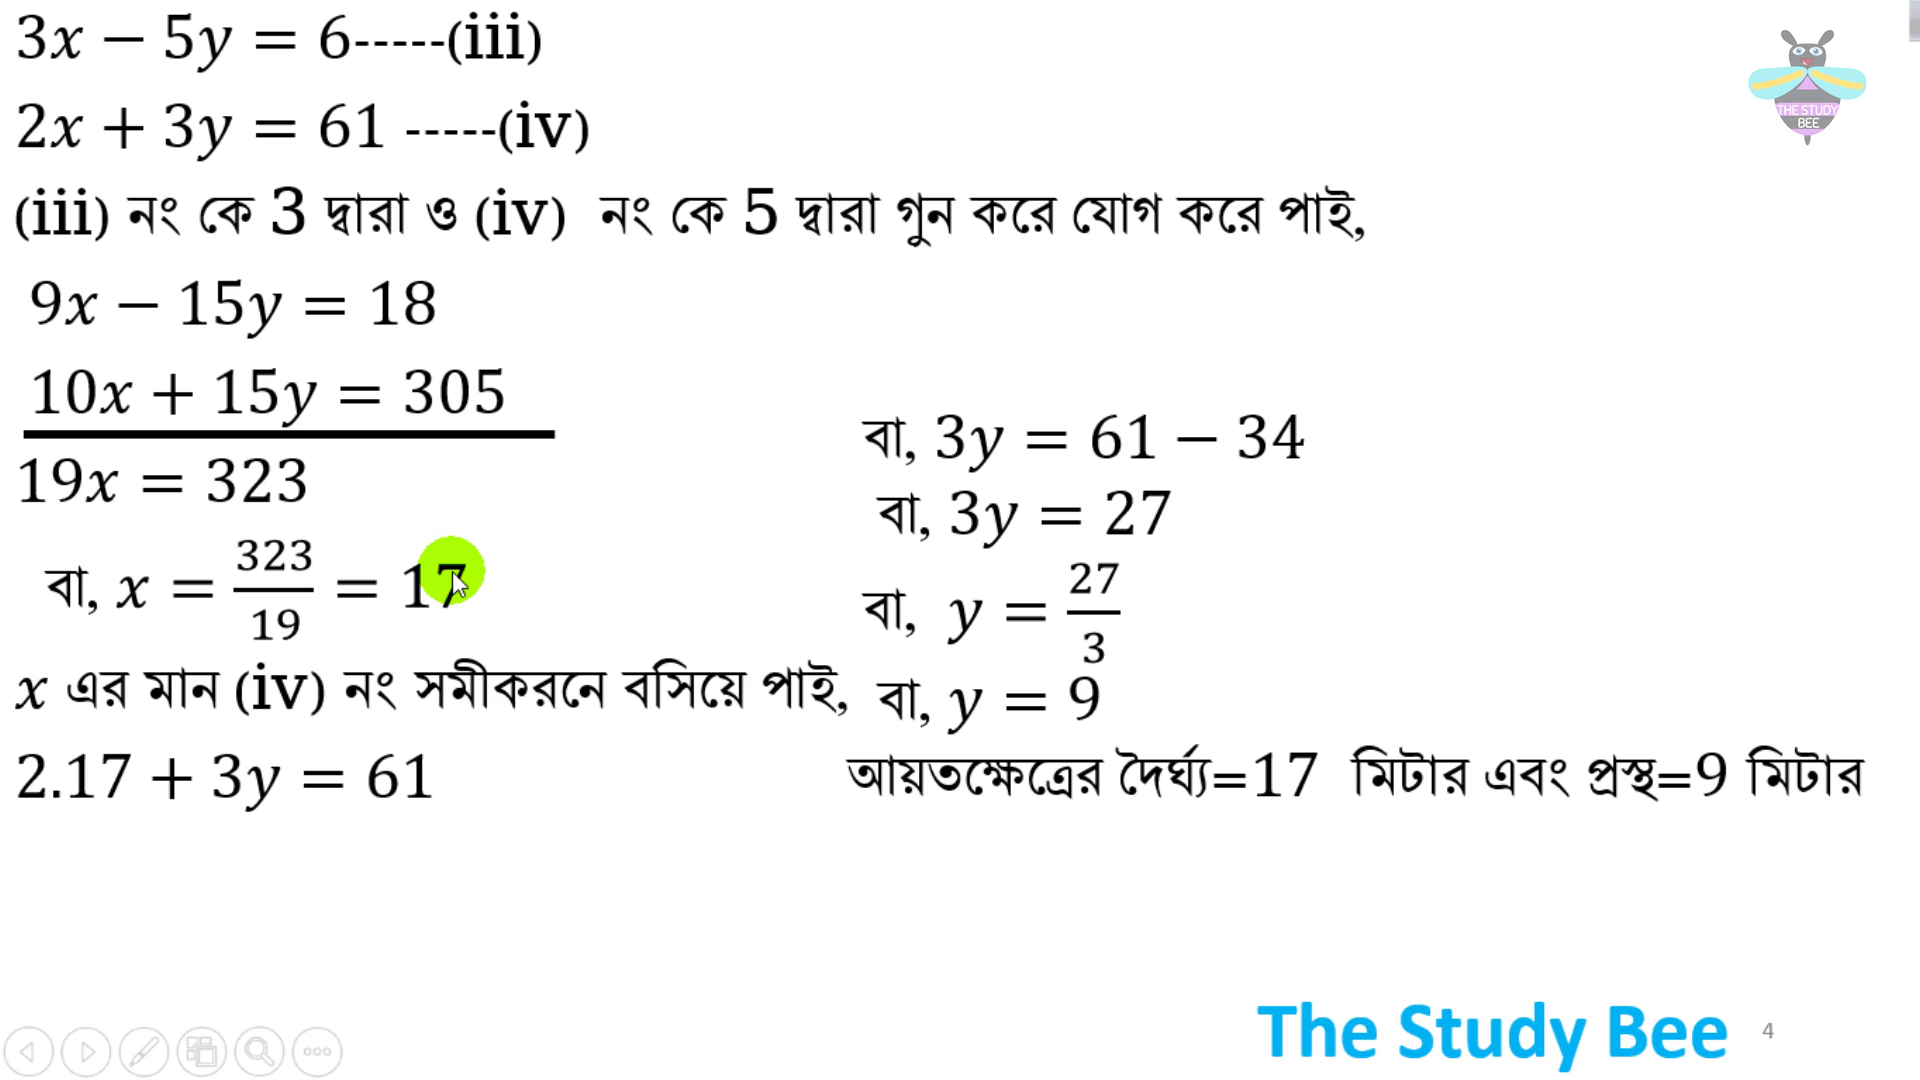 3x − 5y = 6-----(iii)
2x + 3y = 61 -----(iv)
(iii) নং কে 3 দ্বারা ও (iv) নং কে 5 দ্বারা গুন করে যোগ করে পাই,
9x − 15y = 18
10x + 15y = 305
19x = 323
বা, x = 323/19 = 17
x এর মান (iv) নং সমীকরনে বসিয়ে পাই,
2.17 + 3y = 61
বা, 3y = 61 − 34
বা, 3y = 27
বা, y = 27/3
বা, y = 9
আয়তক্ষেত্রের দৈর্ঘ্য=17 মিটার এবং প্রস্থ=9 মিটার
THE STUDY
BEE
The Study Bee
4